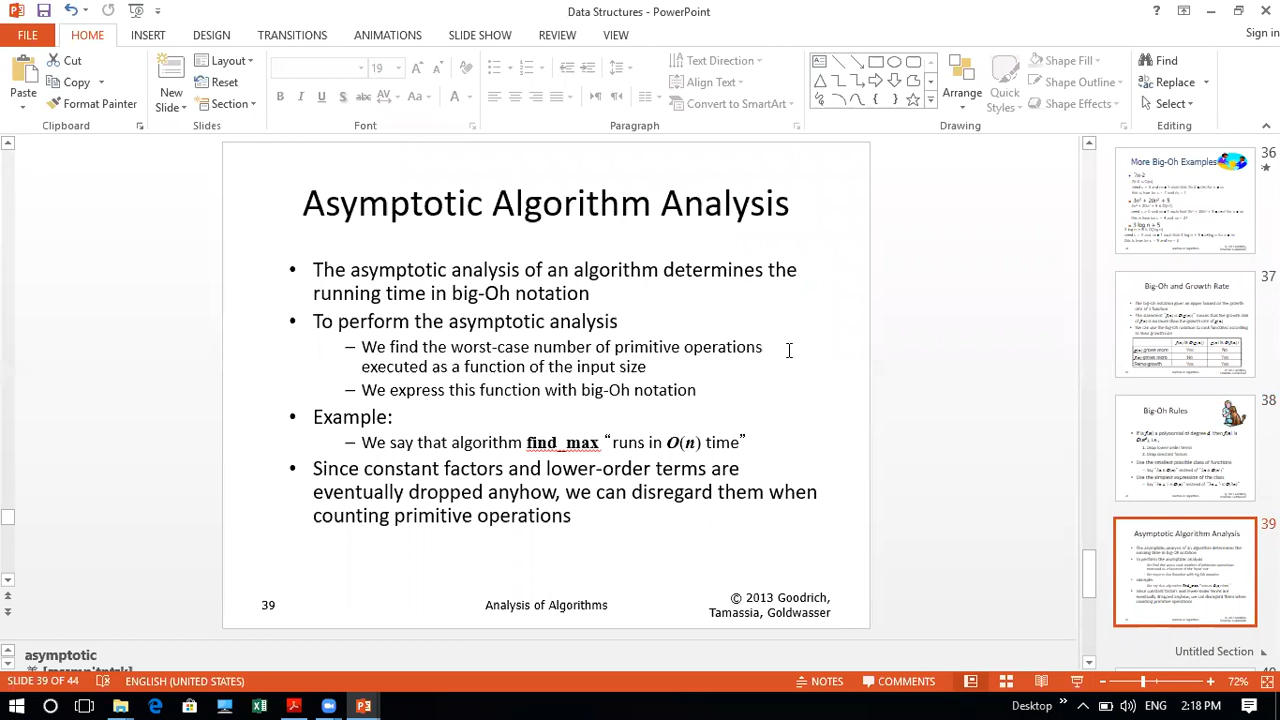 Data Structures - PowerPoint
Sign in
FILE HOME INSERT DESIGN TRANSITIONS ANIMATIONS SLIDE SHOW REVIEW VIEW
Paste
Cut
Copy
Format Painter
New
Slide
Layout
Reset
Section
Text Direction
Align Text
Convert to SmartArt
Arrange
Quick
Styles
Shape Fill
Shape Outline
Shape Effects
Find
Replace
Select
Clipboard Slides Font Paragraph Drawing Editing
Asymptotic Algorithm Analysis
• The asymptotic analysis of an algorithm determines the
running time in big-Oh notation
• To perform the asymptotic analysis
– We find the worst-case number of primitive operations
executed as a function of the input size
– We express this function with big-Oh notation
• Example:
– We say that algorithm find_max “runs in O(n) time”
• Since constant factors and lower-order terms are
eventually dropped anyhow, we can disregard them when
counting primitive operations
39
Analysis of Algorithms
© 2013 Goodrich,
Tamassia, Goldwasser
36
More Big-Oh Examples
37
Big-Oh and Growth Rate
38
Big-Oh Rules
39
Asymptotic Algorithm Analysis
Untitled Section
asymptotic
SLIDE 39 OF 44
ENGLISH (UNITED STATES)
NOTES
COMMENTS
72%
Desktop
2:18 PM